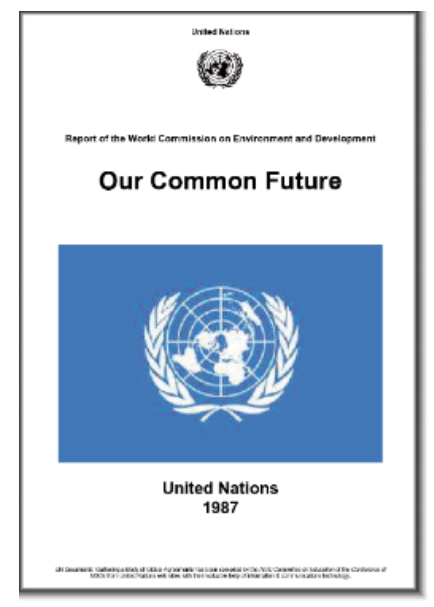 United Nations
Report of the World Commission on Environment and Development
Our Common Future
United Nations
1987
UN Documents: Gathering a Body of Global Agreements has been compiled by the NGO Committee on Education of the Conference of
NGOs from United Nations web sites with the invaluable help of information & communications technology.